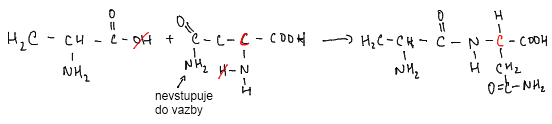 H₂C - CH - C - OH + C - C - C - COOH → H₂C - CH - C - N - C - COOH
O O O H
NH₂ NH₂ H - N NH₂ H CH₂
H O = C - NH₂
nevstupuje
do vazby